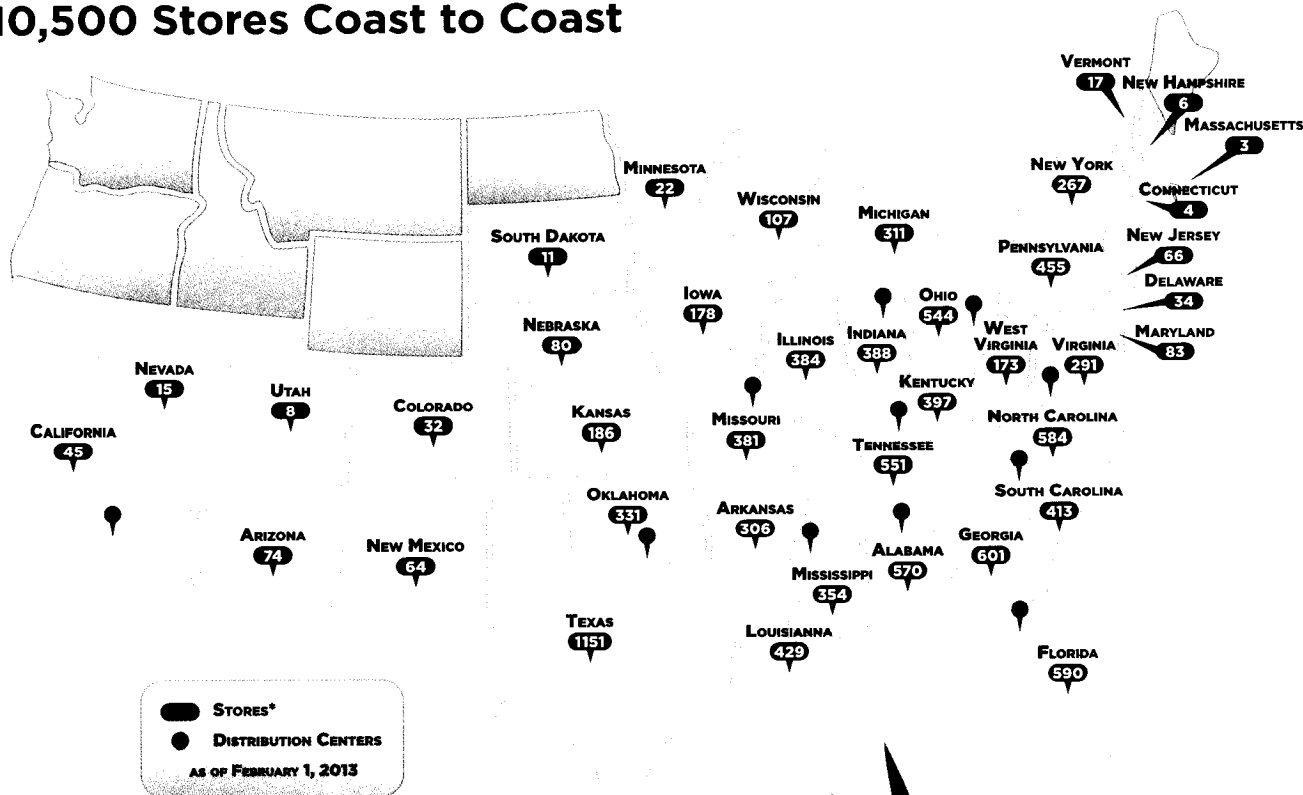 10,500 Stores Coast to Coast
VERMONT
17
NEW HAMPSHIRE
6
MASSACHUSETTS
3
MINNESOTA
22
NEW YORK
267
CONNECTICUT
4
WISCONSIN
107
MICHIGAN
311
SOUTH DAKOTA
11
PENNSYLVANIA
455
NEW JERSEY
66
DELAWARE
34
IOWA
178
OHIO
544
NEBRASKA
80
ILLINOIS
384
INDIANA
388
WEST
VIRGINIA
173
VIRGINIA
291
MARYLAND
83
NEVADA
15
UTAH
8
COLORADO
32
KANSAS
186
MISSOURI
381
KENTUCKY
397
CALIFORNIA
45
TENNESSEE
551
NORTH CAROLINA
584
OKLAHOMA
331
ARKANSAS
306
SOUTH CAROLINA
413
ARIZONA
74
NEW MEXICO
64
ALABAMA
570
GEORGIA
601
MISSISSIPPI
354
TEXAS
1151
LOUISIANNA
429
FLORIDA
590
STORES*
DISTRIBUTION CENTERS
AS OF FEBRUARY 1, 2013